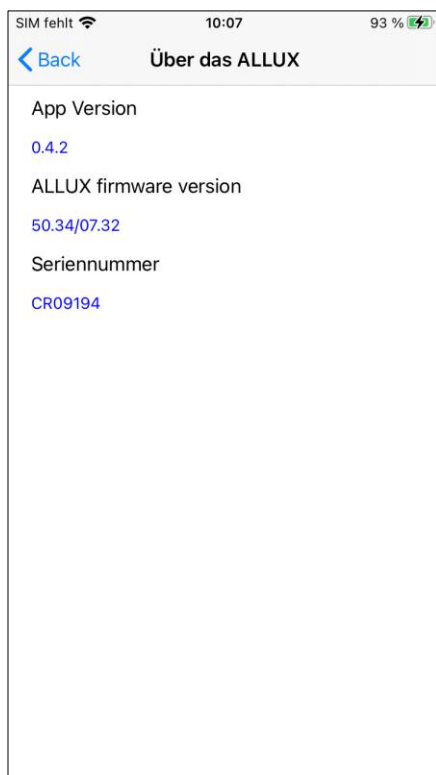 SIM fehlt 10:07 93 %
Back Über das ALLUX
App Version
0.4.2
ALLUX firmware version
50.34/07.32
Seriennummer
CR09194